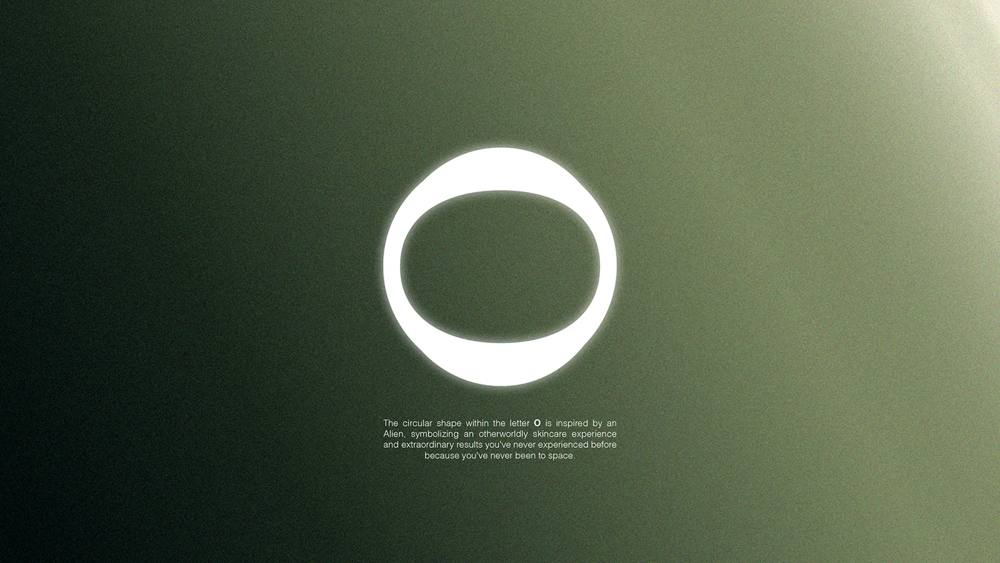 The circular shape within the letter O is inspired by an
Alien, symbolizing an otherworldly skincare experience
and extraordinary results you've never experienced before
because you've never been to space.